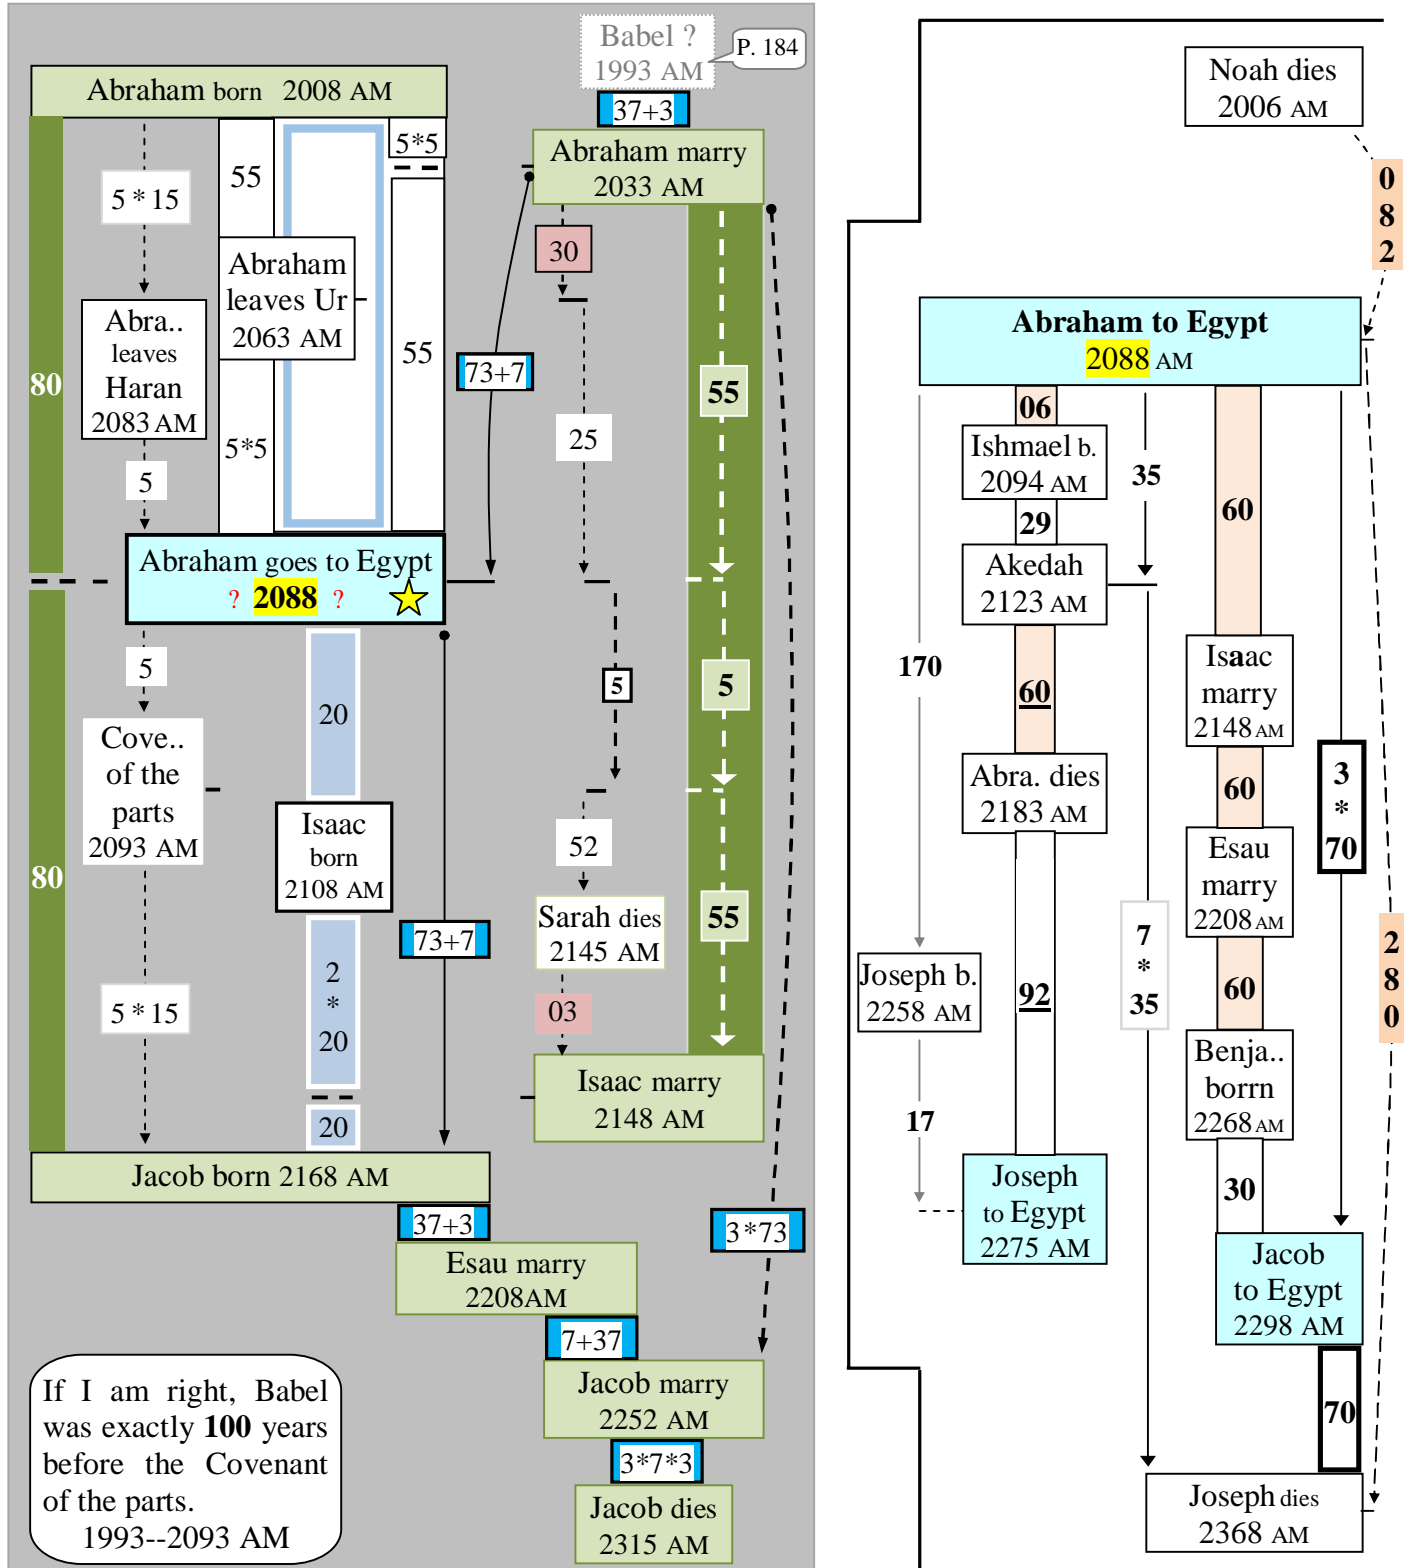 Babel ?
1993 AM
P. 184
37+3
Abraham born 2008 AM
5*5
Abraham marry
2033 AM
5 * 15
55
30
Abraham
leaves Ur
2063 AM
Abra..
leaves
Haran
2083 AM
55
73+7
80
55
25
5*5
5
Abraham goes to Egypt
? 2088 ?
5
5
5
20
Cove..
of the
parts
2093 AM
Isaac
born
2108 AM
52
80
Sarah dies
2145 AM
55
73+7
2
*
20
5 * 15
03
Isaac marry
2148 AM
20
Jacob born 2168 AM
37+3
3*73
Esau marry
2208AM
7+37
Jacob marry
2252 AM
3*7*3
Jacob dies
2315 AM
If I am right, Babel
was exactly 100 years
before the Covenant
of the parts.
1993--2093 AM
Noah dies
2006 AM
0
8
2
Abraham to Egypt
2088 AM
06
Ishmael b.
2094 AM
35
29
60
Akedah
2123 AM
170
60
Isaac
marry
2148 AM
Abra. dies
2183 AM
60
3
*
70
Esau
marry
2208 AM
7
*
35
2
8
0
Joseph b.
2258 AM
92
60
Benja..
borrn
2268 AM
17
30
Joseph
to Egypt
2275 AM
Jacob
to Egypt
2298 AM
70
Joseph dies
2368 AM